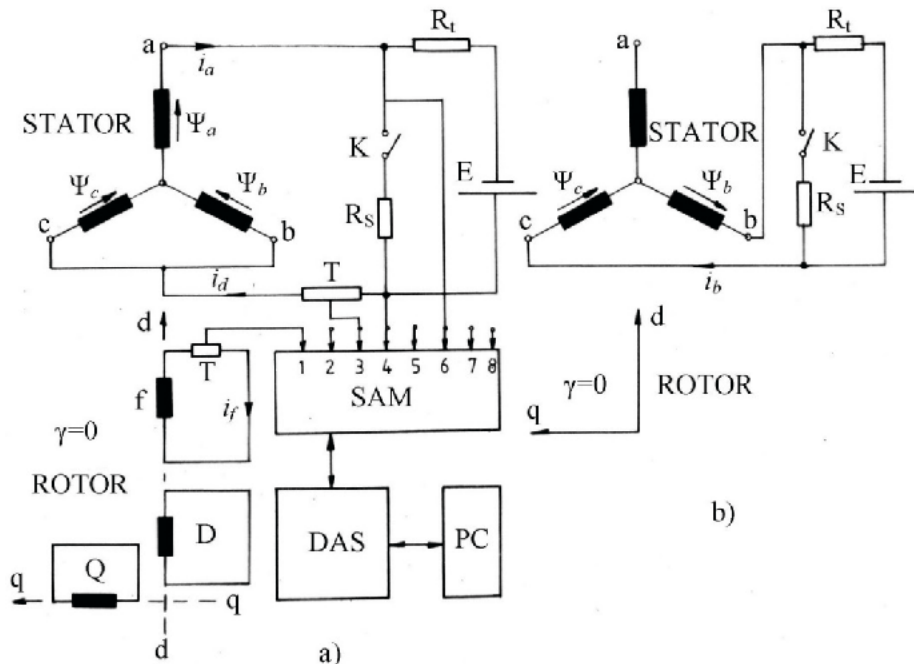 a
i_a
R_t
STATOR
Ψ_a
K
E
Ψ_c
Ψ_b
R_S
c
b
i_d
T
d
T
1 2 3 4 5 6 7 8
SAM
f
i_f
γ=0
ROTOR
D
DAS
PC
Q
q
q
d
a)
a
R_t
STATOR
K
E
Ψ_c
Ψ_b
R_S
c
b
i_b
d
γ=0
ROTOR
q
b)